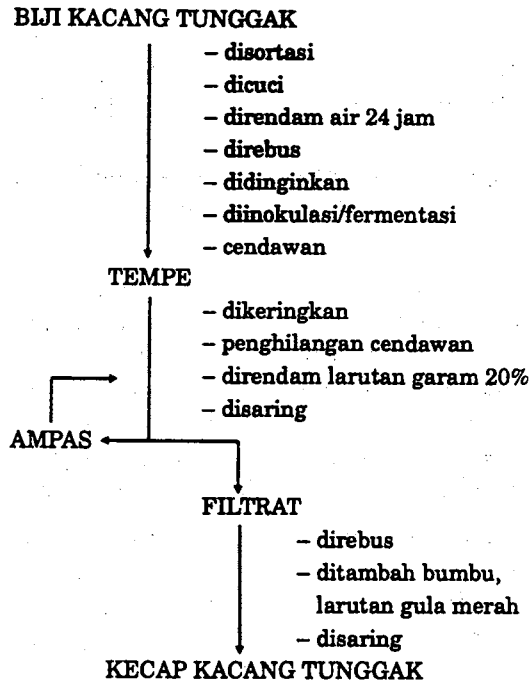 BIJI KACANG TUNGGAK
– disortasi
– dicuci
– direndam air 24 jam
– direbus
– didinginkan
– diinokulasi/fermentasi
– cendawan
TEMPE
– dikeringkan
– penghilangan cendawan
– direndam larutan garam 20%
– disaring
AMPAS
FILTRAT
– direbus
– ditambah bumbu,
larutan gula merah
– disaring
KECAP KACANG TUNGGAK